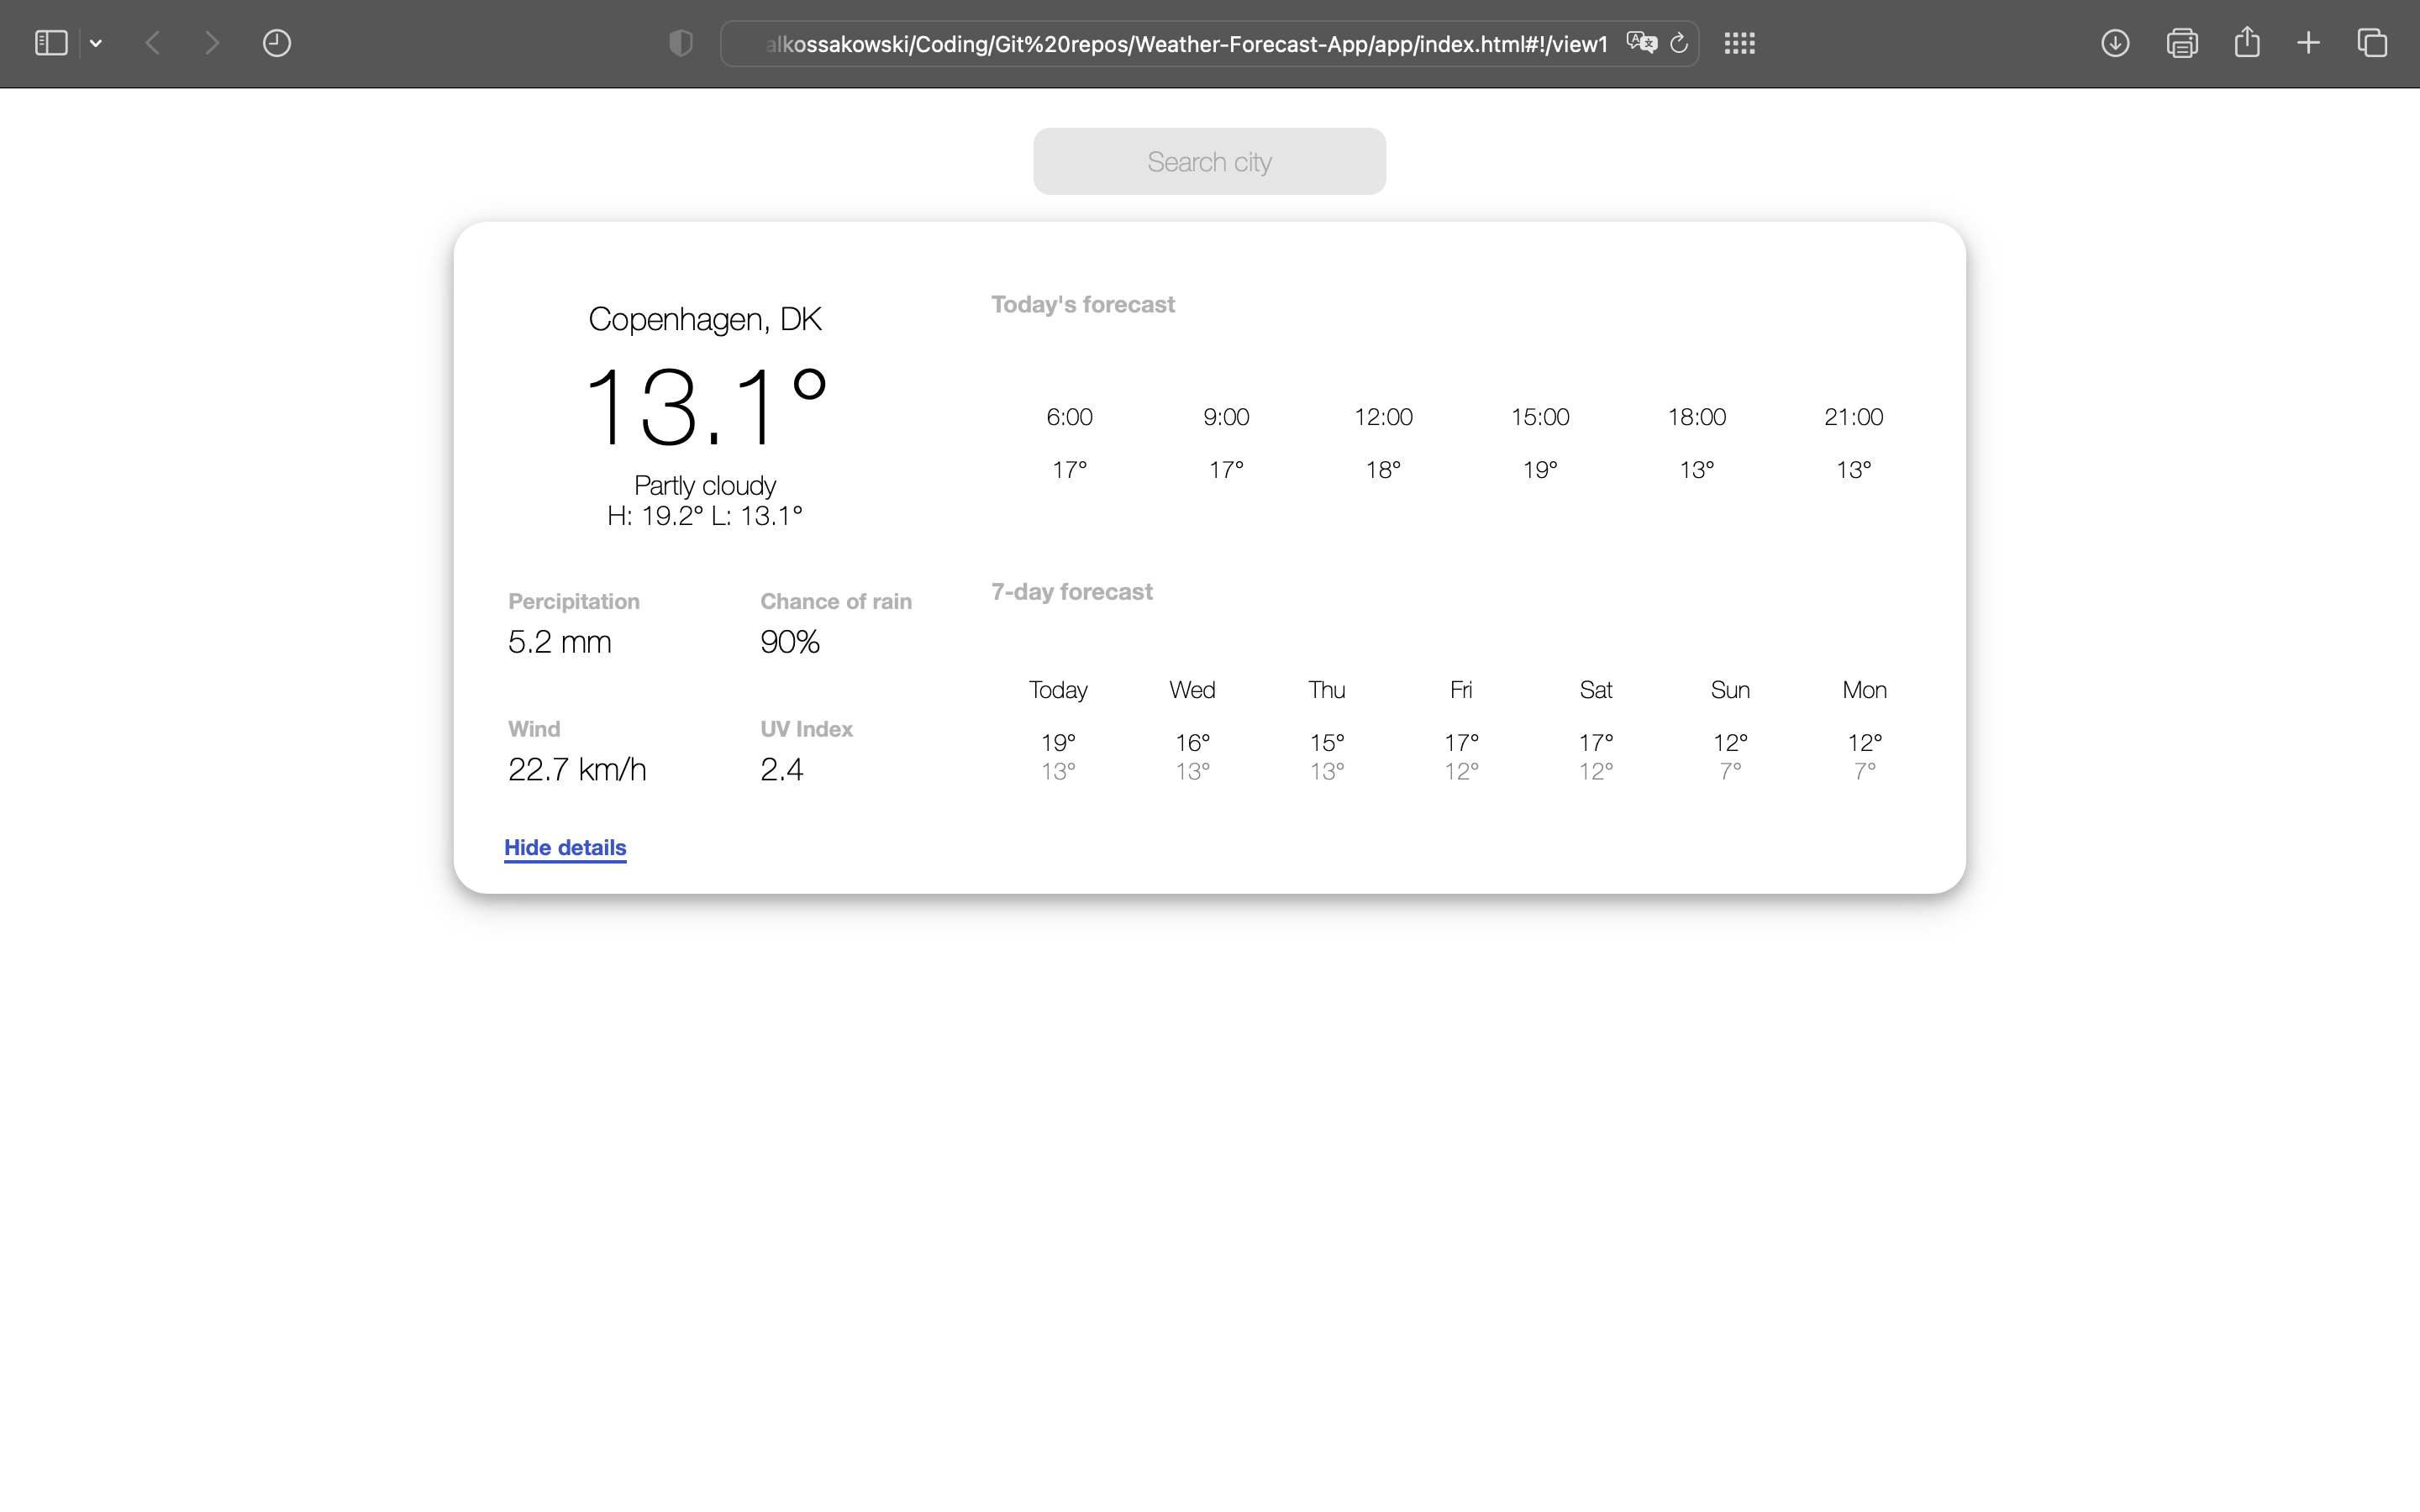 alkossakowski/Coding/Git%20repos/Weather-Forecast-App/app/index.html#!/view1
Search city
Copenhagen, DK
13.1°
Partly cloudy
H: 19.2° L: 13.1°
Percipitation
5.2 mm
Chance of rain
90%
Wind
22.7 km/h
UV Index
2.4
Hide details
Today's forecast
6:00 9:00 12:00 15:00 18:00 21:00
17° 17° 18° 19° 13° 13°
7-day forecast
Today Wed Thu Fri Sat Sun Mon
19° 16° 15° 17° 17° 12° 12°
13° 13° 13° 12° 12° 7° 7°